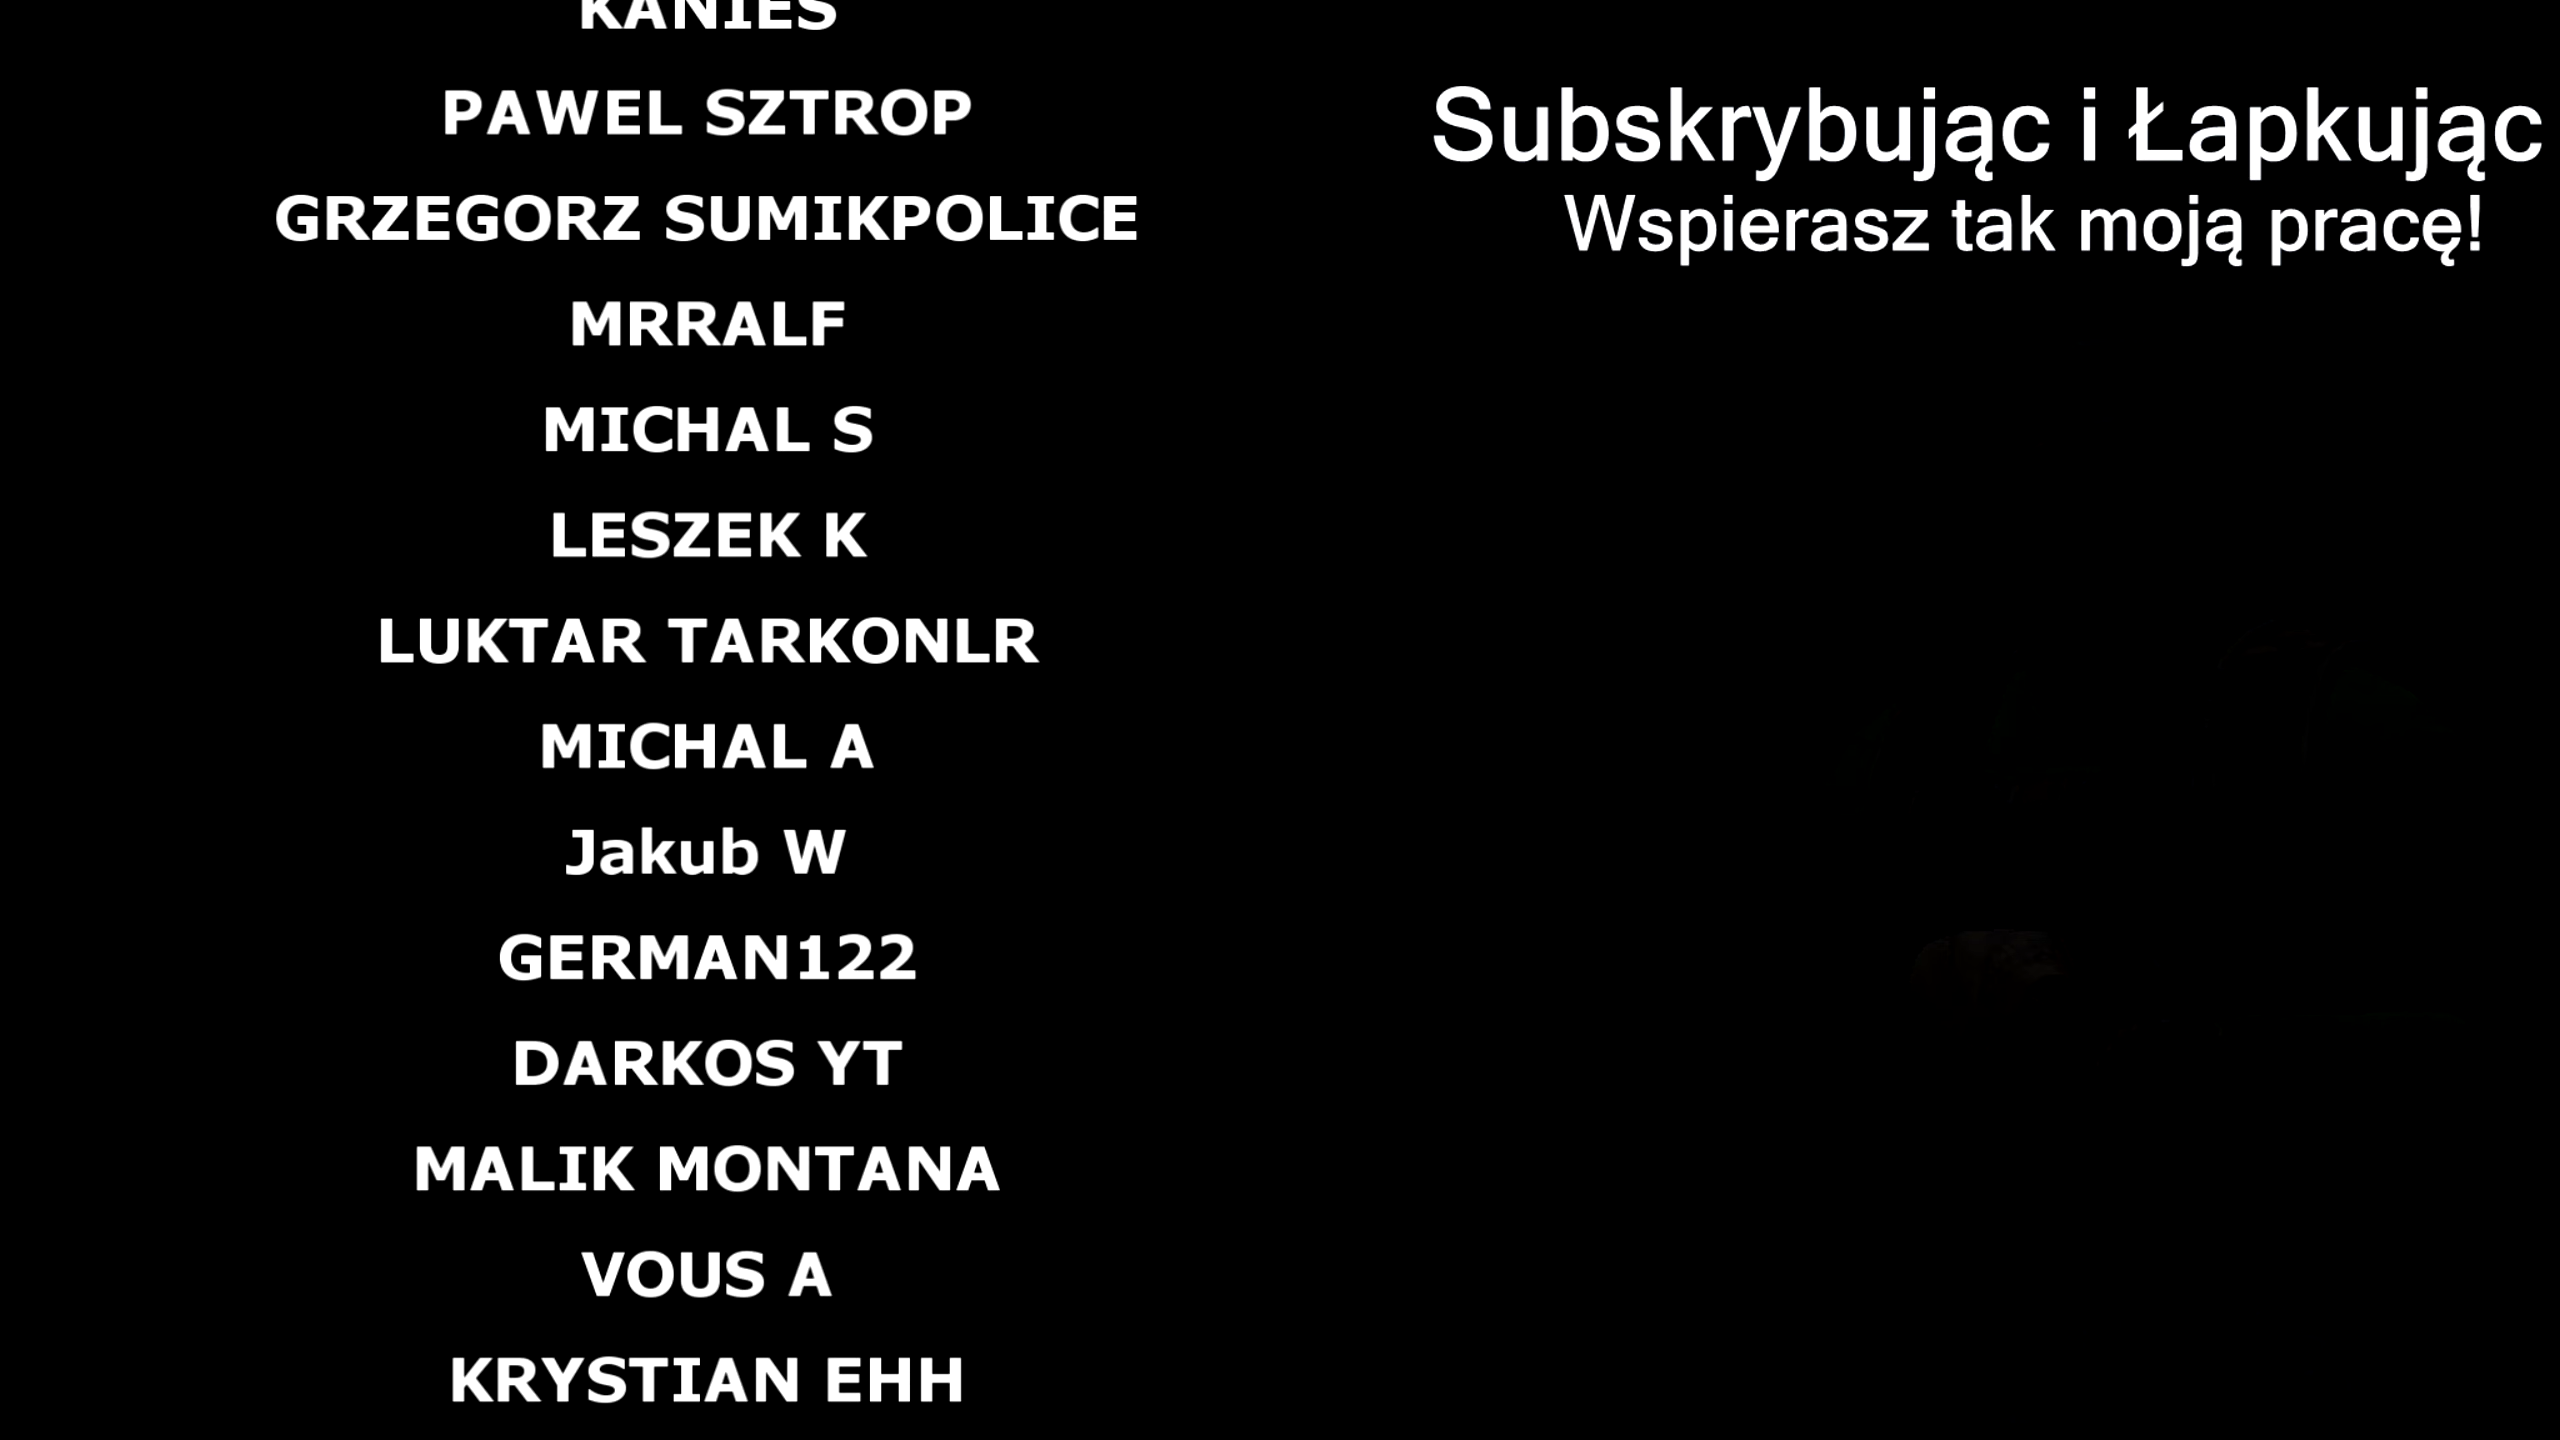 KANIES
PAWEL SZTROP
GRZEGORZ SUMIKPOLICE
MRRALF
MICHAL S
LESZEK K
LUKTAR TARKONLR
MICHAL A
Jakub W
GERMAN122
DARKOS YT
MALIK MONTANA
VOUS A
KRYSTIAN EHH
Subskrybując i Łapkując
Wspierasz tak moją pracę!